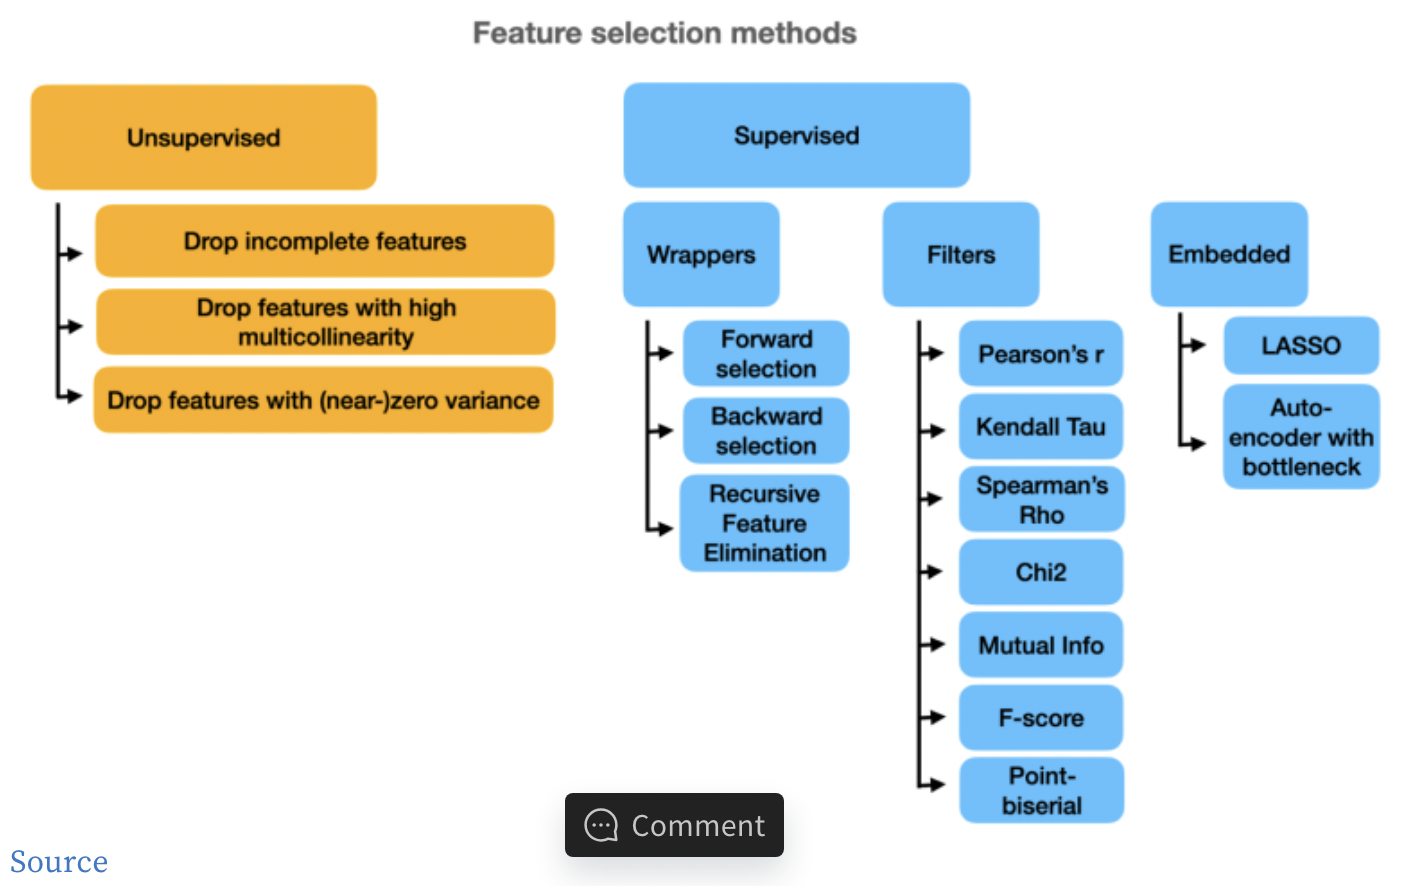 Feature selection methods
Unsupervised
Drop incomplete features
Drop features with high
multicollinearity
Drop features with (near-)zero variance
Supervised
Wrappers
Forward
selection
Backward
selection
Recursive
Feature
Elimination
Filters
Pearson's r
Kendall Tau
Spearman's
Rho
Chi2
Mutual Info
F-score
Point-
biserial
Embedded
LASSO
Auto-
encoder with
bottleneck
Comment
Source